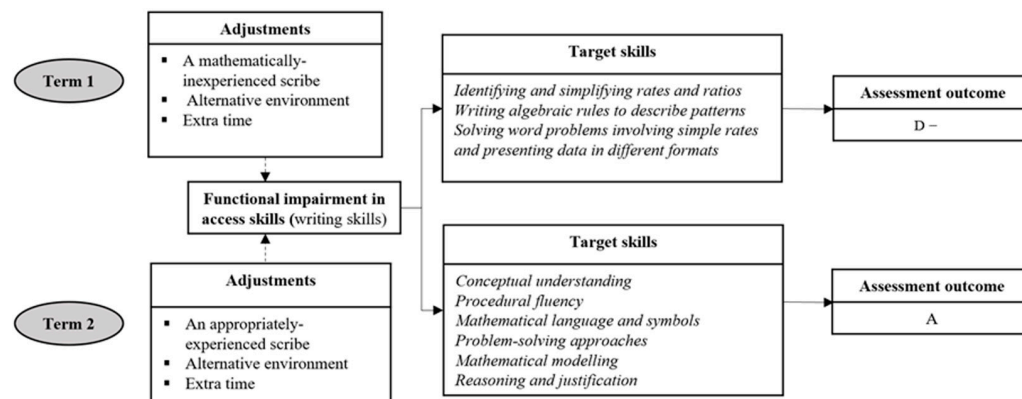 Term 1
Adjustments
▪ A mathematically-
inexperienced scribe
▪ Alternative environment
▪ Extra time
Target skills
Identifying and simplifying rates and ratios
Writing algebraic rules to describe patterns
Solving word problems involving simple rates
and presenting data in different formats
Assessment outcome
D −
Functional impairment in
access skills (writing skills)
Term 2
Adjustments
▪ An appropriately-
experienced scribe
▪ Alternative environment
▪ Extra time
Target skills
Conceptual understanding
Procedural fluency
Mathematical language and symbols
Problem-solving approaches
Mathematical modelling
Reasoning and justification
Assessment outcome
A